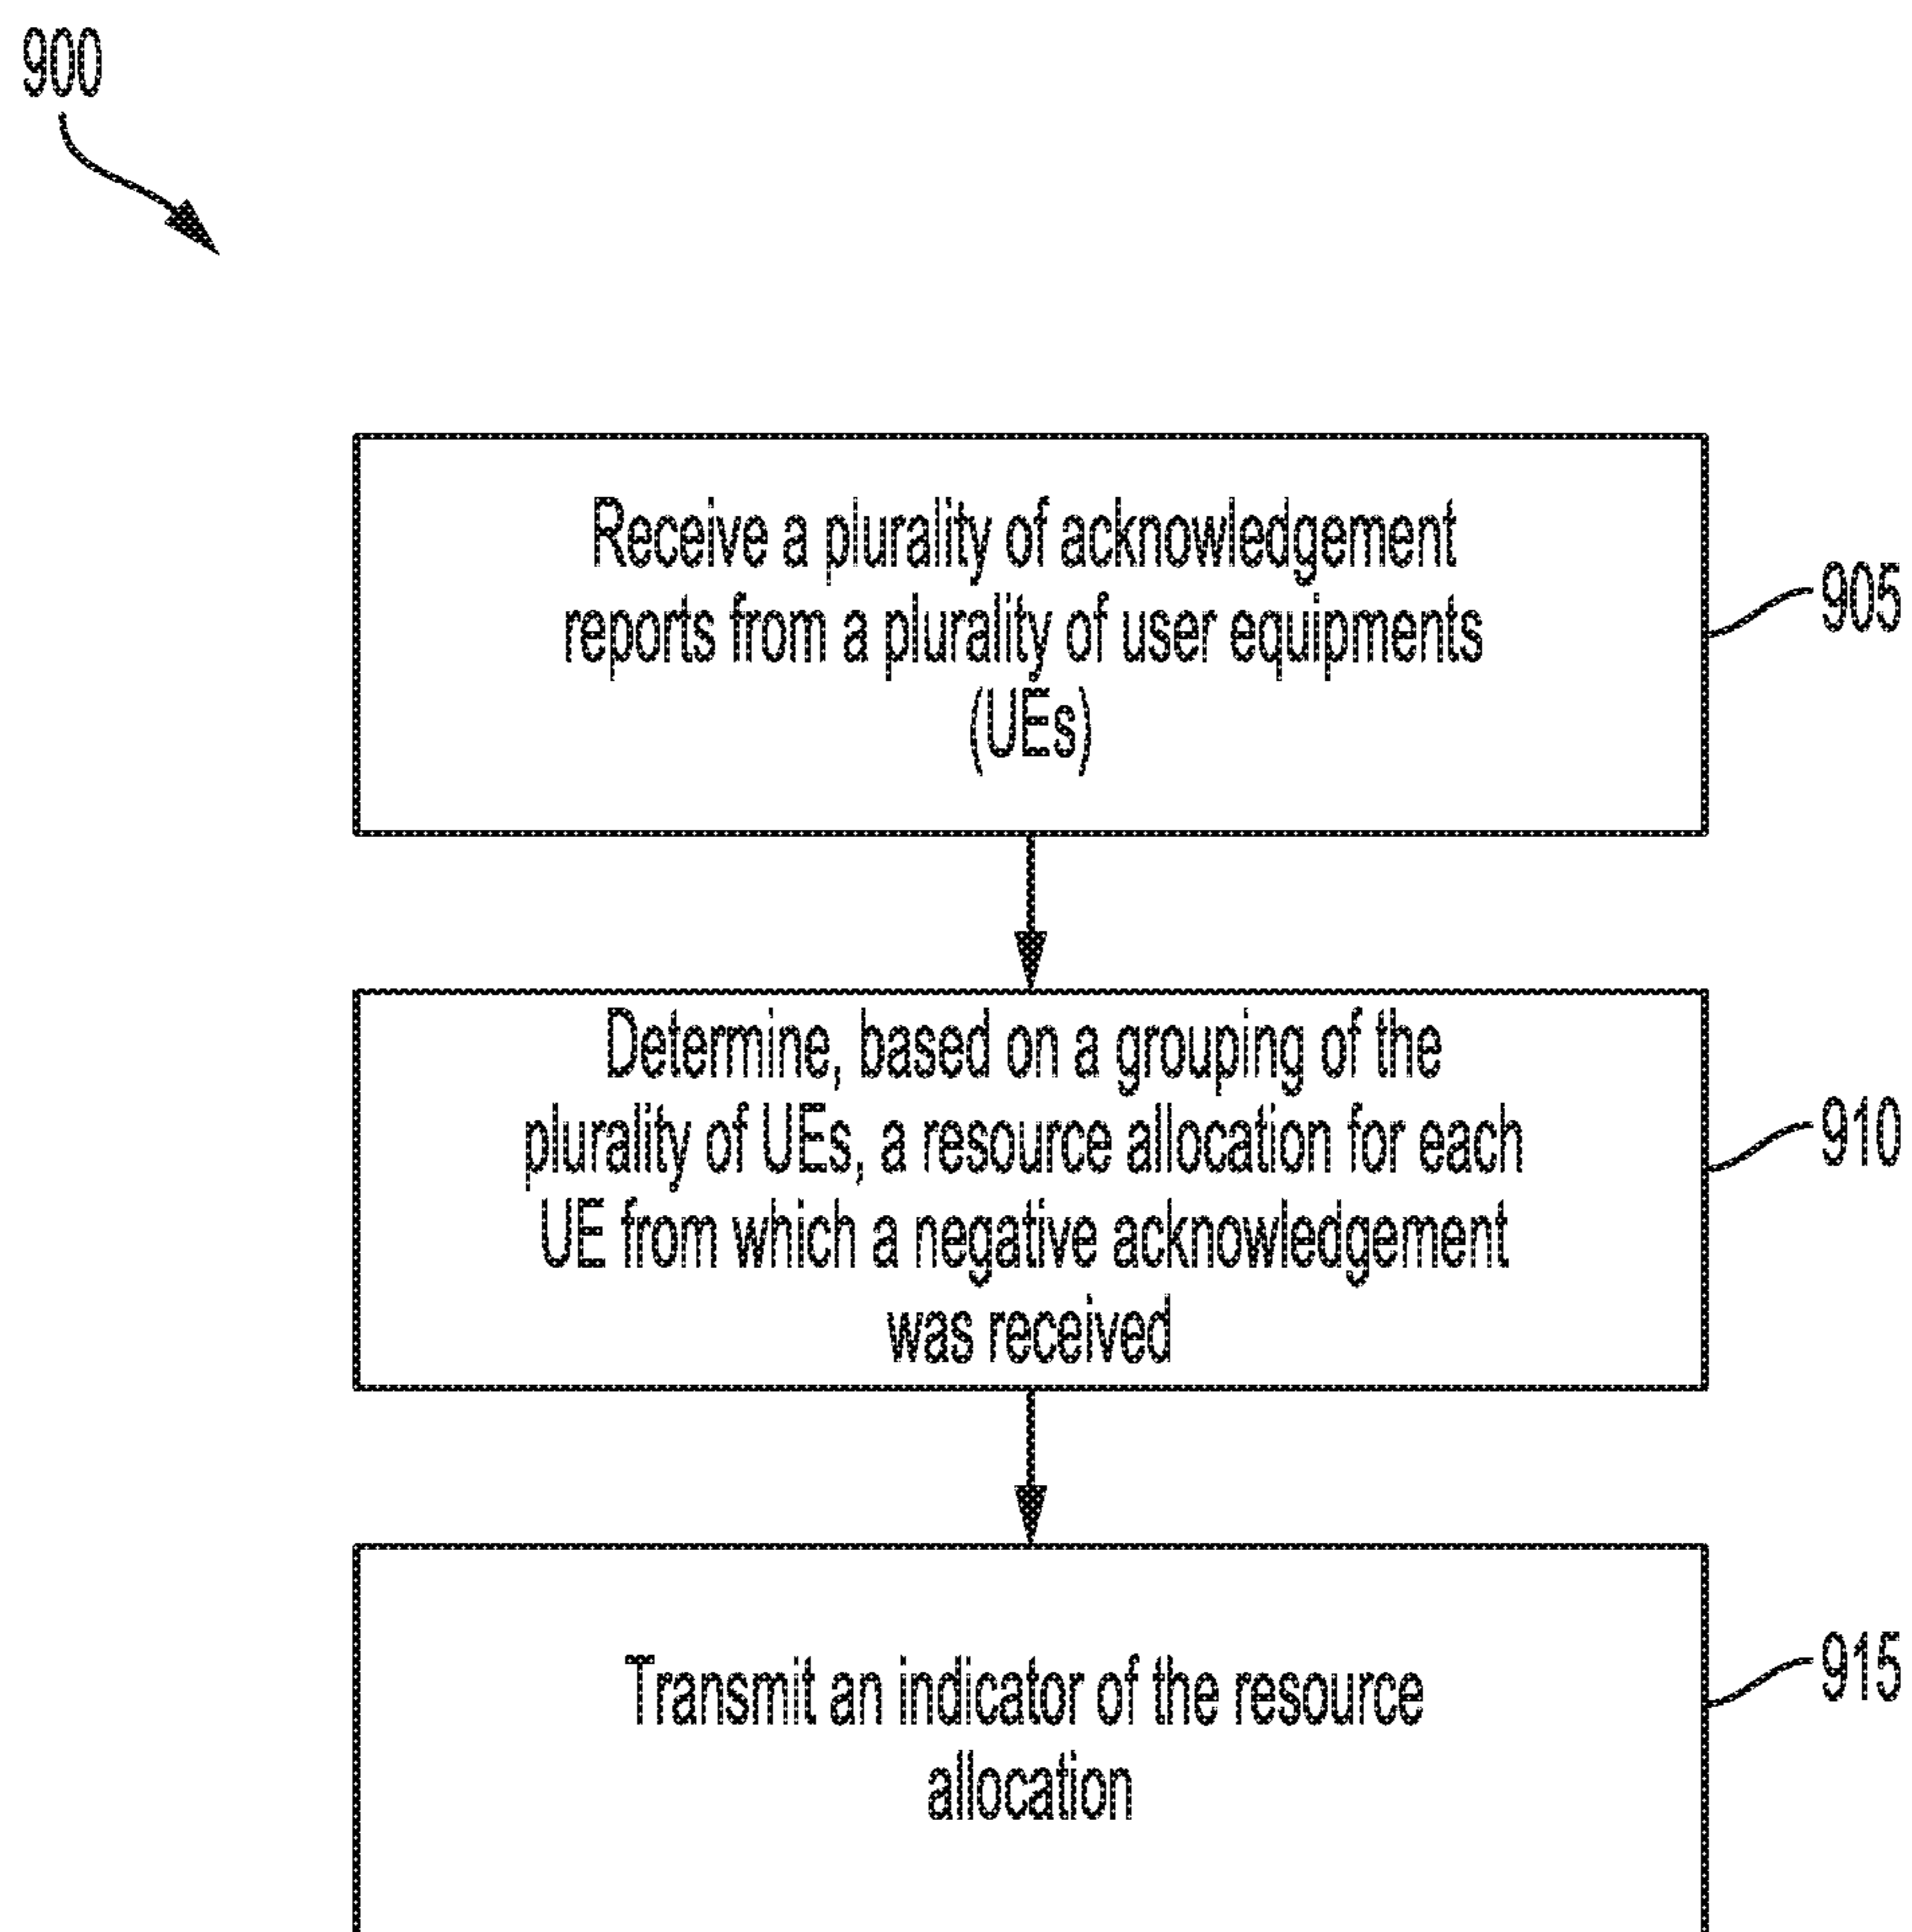 900
Receive a plurality of acknowledgement
reports from a plurality of user equipments
(UEs)
905
Determine, based on a grouping of the
plurality of UEs, a resource allocation for each
UE from which a negative acknowledgement
was received
910
Transmit an indicator of the resource
allocation
915